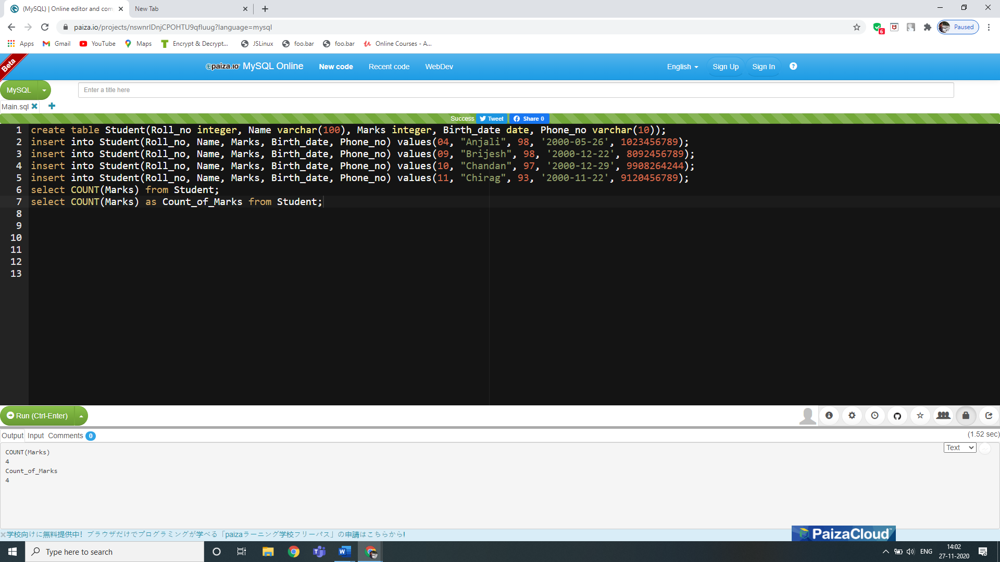 (MySQL) | Online editor and com
New Tab
paiza.io/projects/nswnrIDnjCPOHTU9qfIuug?language=mysql
6
Paused
Apps
Gmail
YouTube
Maps
Encrypt & Decrypt...
JSLinux
foo.bar
foo.bar
Online Courses - A...
Beta
paiza.IO MySQL Online
New code
Recent code
WebDev
English
Sign Up
Sign In
MySQL
Enter a title here
Main.sql
Success
Tweet
Share 0
1 create table Student(Roll_no integer, Name varchar(100), Marks integer, Birth_date date, Phone_no varchar(10));
2 insert into Student(Roll_no, Name, Marks, Birth_date, Phone_no) values(04, "Anjali", 98, '2000-05-26', 1023456789);
3 insert into Student(Roll_no, Name, Marks, Birth_date, Phone_no) values(09, "Brijesh", 98, '2000-12-22', 8092456789);
4 insert into Student(Roll_no, Name, Marks, Birth_date, Phone_no) values(10, "Chandan", 97, '2000-12-29', 9908264244);
5 insert into Student(Roll_no, Name, Marks, Birth_date, Phone_no) values(11, "Chirag", 93, '2000-11-22', 9120456789);
6 select COUNT(Marks) from Student;
7 select COUNT(Marks) as Count_of_Marks from Student;
8
9
10
11
12
13
Run (Ctrl-Enter)
Output
Input
Comments 0
(1.52 sec)
Text
COUNT(Marks)
4
Count_of_Marks
4
学校向けに無料提供中！ブラウザだけでプログラミングが学べる「paizaラーニング学校フリーパス」の申請はこちらから!
PaizaCloud
Type here to search
ENG
14:02
27-11-2020